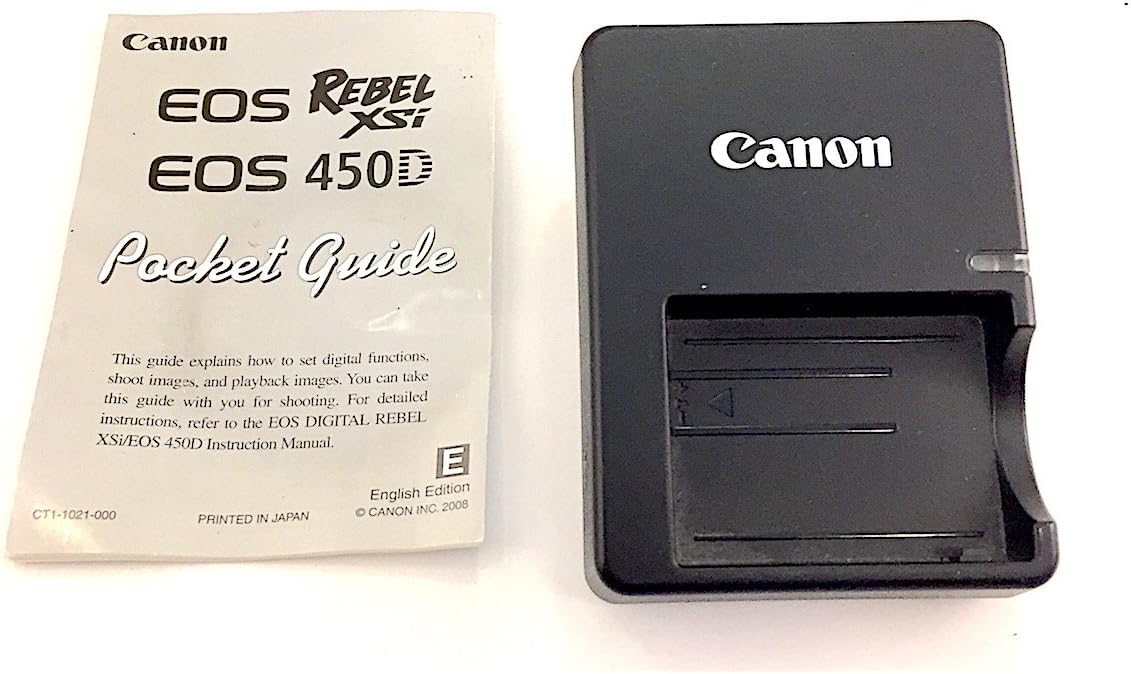 Canon
EOS REBEL XSi
EOS 450D
Pocket Guide
This guide explains how to set digital functions,
shoot images, and playback images. You can take
this guide with you for shooting. For detailed
instructions, refer to the EOS DIGITAL REBEL
XSi/EOS 450D Instruction Manual.
E
English Edition
CT1-1021-000 PRINTED IN JAPAN © CANON INC. 2008
Canon